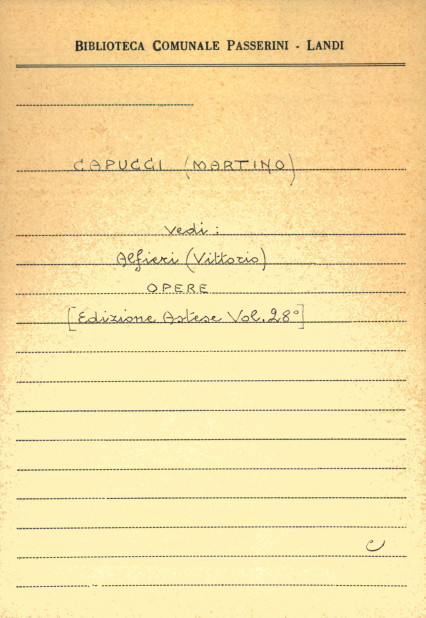 BIBLIOTECA COMUNALE PASSERINI - LANDI
CAPUCCI (MARTINO)
Vedi:
Alfieri (Vittorio)
OPERE
[Edizione Astese Vol. 28°]
C